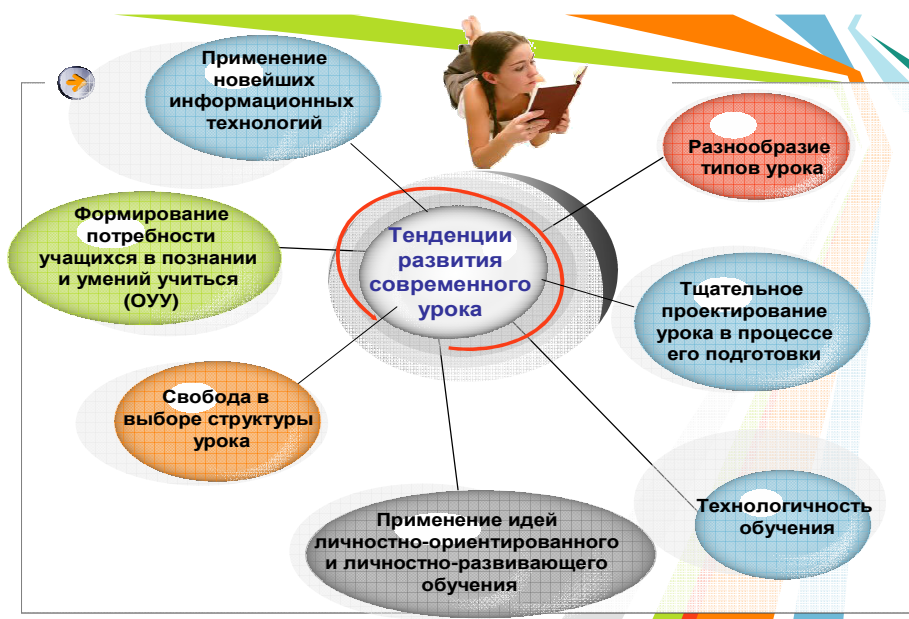 Применение
новейших
информационных
технологий
Разнообразие
типов урока
Формирование
потребности
учащихся в познании
и умений учиться
(ОУУ)
Тенденции
развития
современного
урока
Тщательное
проектирование
урока в процессе
его подготовки
Свобода в
выборе структуры
урока
Технологичность
обучения
Применение идей
личностно-ориентированного
и личностно-развивающего
обучения